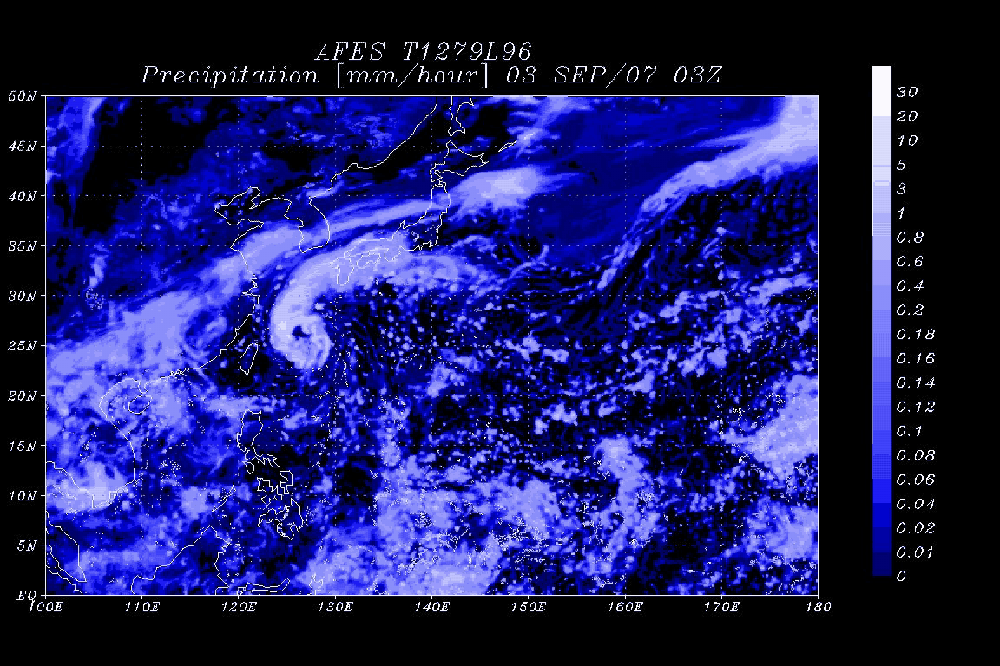 AFES T1279L96
Precipitation [mm/hour] 03 SEP/07 03Z
50N
45N
40N
35N
30N
25N
20N
15N
10N
5N
EQ
100E 110E 120E 130E 140E 150E 160E 170E 180
30
20
10
5
3
1
0.8
0.6
0.4
0.2
0.18
0.16
0.14
0.12
0.1
0.08
0.06
0.04
0.02
0.01
0